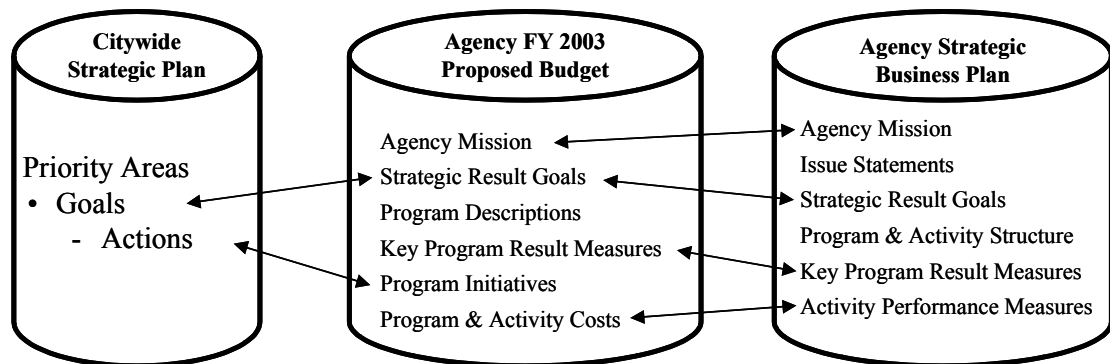 Citywide
Strategic Plan
Priority Areas
• Goals
- Actions
Agency FY 2003
Proposed Budget
Agency Mission
Strategic Result Goals
Program Descriptions
Key Program Result Measures
Program Initiatives
Program & Activity Costs
Agency Strategic
Business Plan
Agency Mission
Issue Statements
Strategic Result Goals
Program & Activity Structure
Key Program Result Measures
Activity Performance Measures